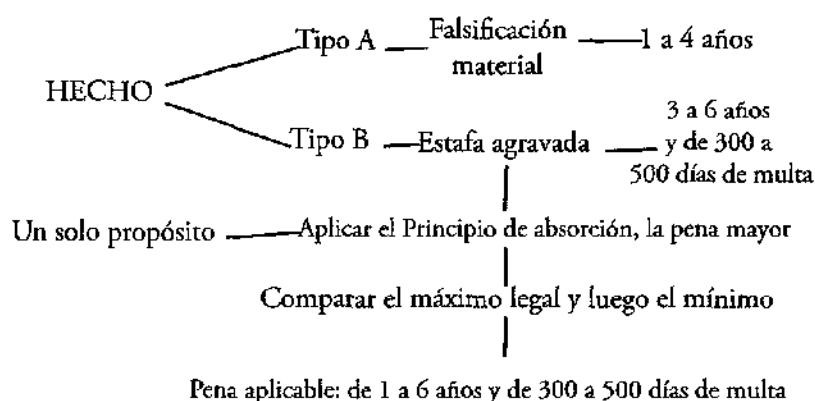 Tipo A Falsificación material 1 a 4 años
HECHO
Tipo B Estafa agravada 3 a 6 años y de 300 a 500 días de multa
Un solo propósito Aplicar el Principio de absorción, la pena mayor
Comparar el máximo legal y luego el mínimo
Pena aplicable: de 1 a 6 años y de 300 a 500 días de multa